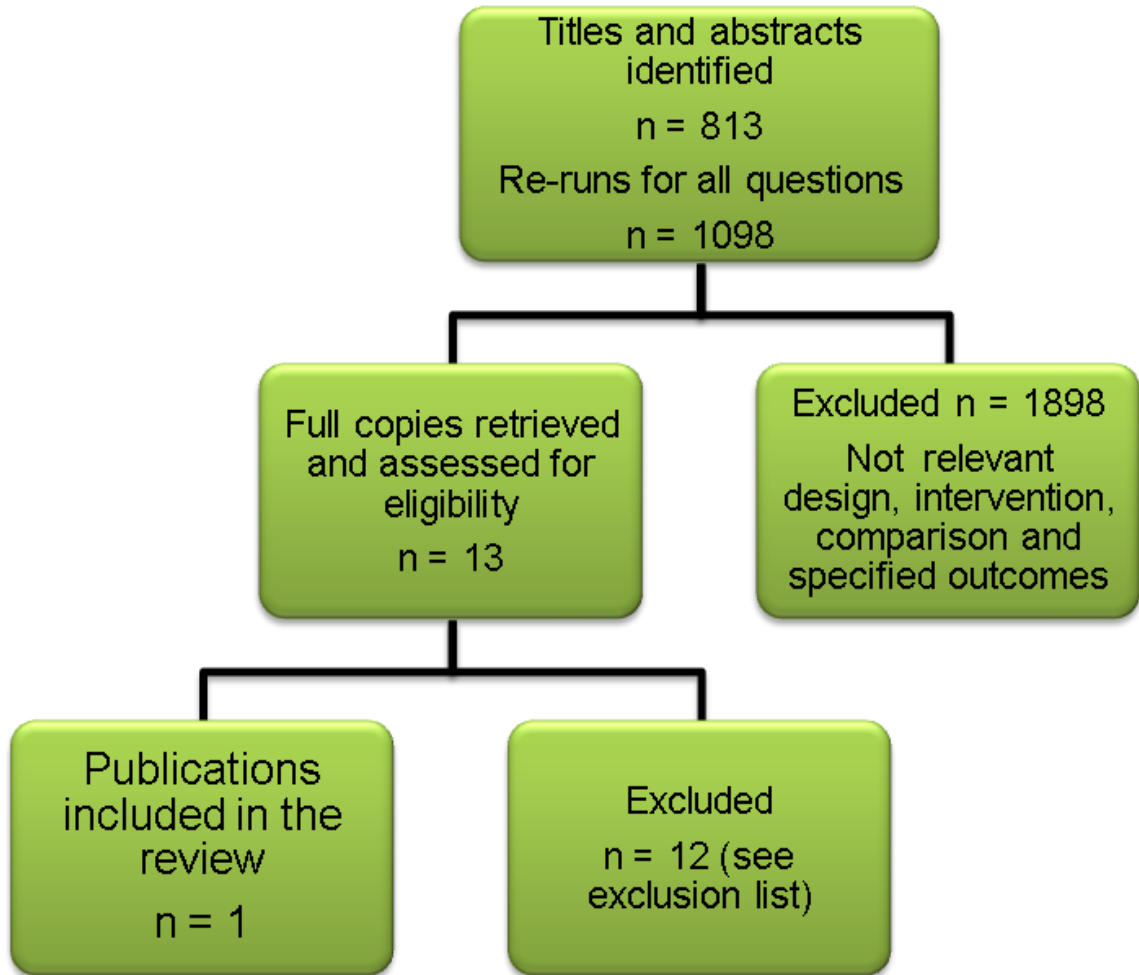 Titles and abstracts
identified
n = 813
Re-runs for all questions
n = 1098
Full copies retrieved
and assessed for
eligibility
n = 13
Excluded n = 1898
Not relevant
design, intervention,
comparison and
specified outcomes
Publications
included in the
review
n = 1
Excluded
n = 12 (see
exclusion list)